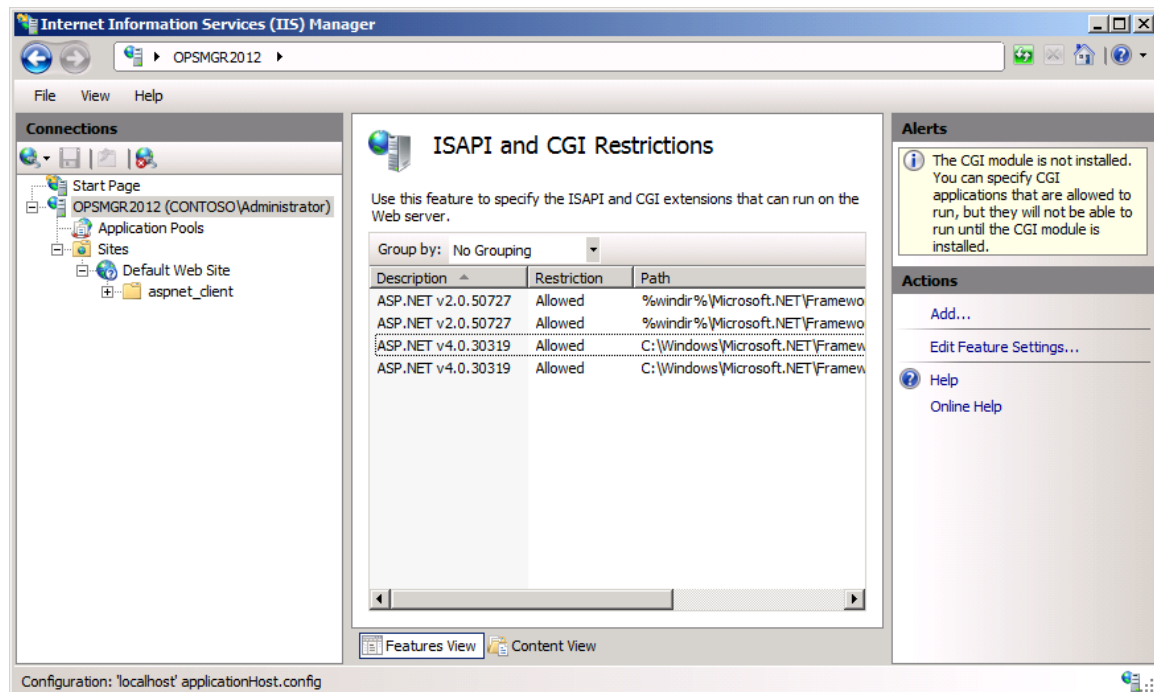 Internet Information Services (IIS) Manager
OPSMGR2012
File View Help
Connections
Start Page
OPSMGR2012 (CONTOSO\Administrator)
Application Pools
Sites
Default Web Site
aspnet_client
ISAPI and CGI Restrictions
Use this feature to specify the ISAPI and CGI extensions that can run on the
Web server.
Group by: No Grouping
Description Restriction Path
ASP.NET v2.0.50727 Allowed %windir%\Microsoft.NET\Framewo
ASP.NET v2.0.50727 Allowed %windir%\Microsoft.NET\Framewo
ASP.NET v4.0.30319 Allowed C:\Windows\Microsoft.NET\Framew
ASP.NET v4.0.30319 Allowed C:\Windows\Microsoft.NET\Framew
Features View Content View
Alerts
The CGI module is not installed.
You can specify CGI
applications that are allowed to
run, but they will not be able to
run until the CGI module is
installed.
Actions
Add...
Edit Feature Settings...
Help
Online Help
Configuration: 'localhost' applicationHost.config